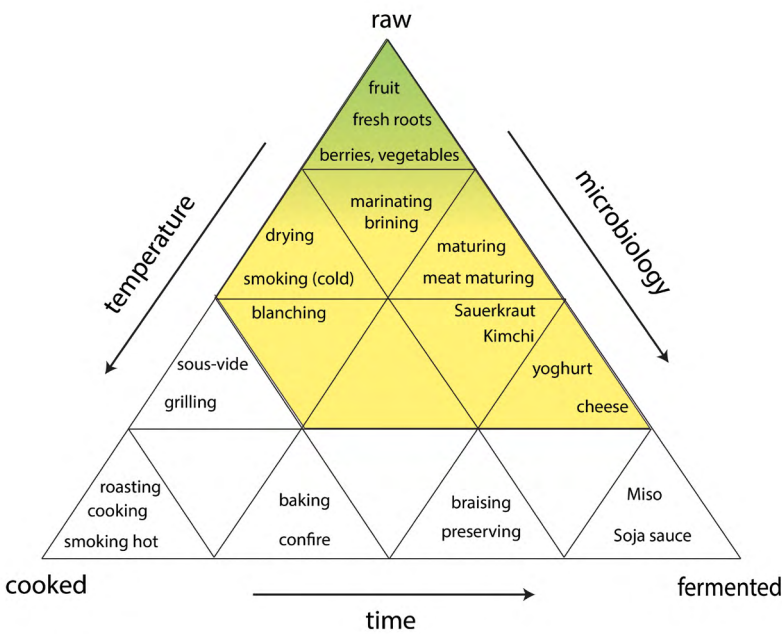 raw
fruit
fresh roots
berries, vegetables
temperature
microbiology
marinating
brining
drying
maturing
smoking (cold)
meat maturing
blanching
Sauerkraut
Kimchi
sous-vide
yoghurt
grilling
cheese
roasting
cooking
smoking hot
baking
confire
braising
preserving
Miso
Soja sauce
cooked
fermented
time